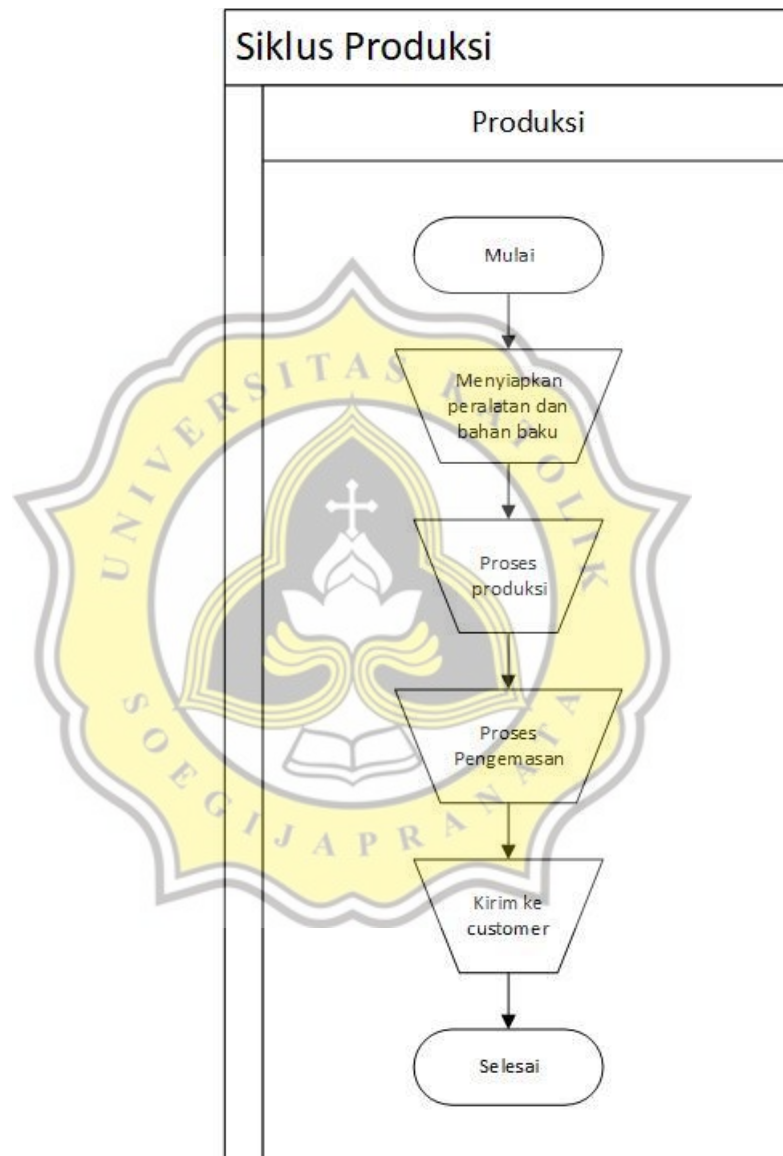 Siklus Produksi
Produksi
Mulai
Menyiapkan
peralatan dan
bahan baku
Proses
produksi
Proses
Pengemasan
Kirim ke
customer
Selesai
UNIVERSITAS KATOLIK
SOEGIJAPRANATA